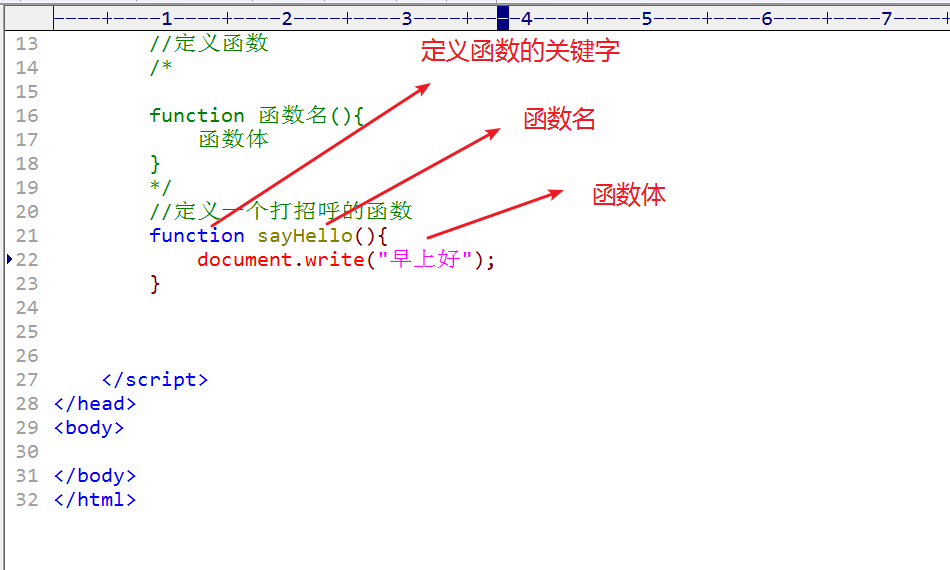 ----+----1----+----2----+----3----+----4----+----5----+----6----+----7----+---
13 //定义函数
定义函数的关键字
14 /*
15
16 function 函数名(){
函数名
17 函数体
18 }
19 */
函数体
20 //定义一个打招呼的函数
21 function sayHello(){
22 document.write("早上好");
23 }
24
25
26
27 </script>
28 </head>
29 <body>
30
31 </body>
32 </html>